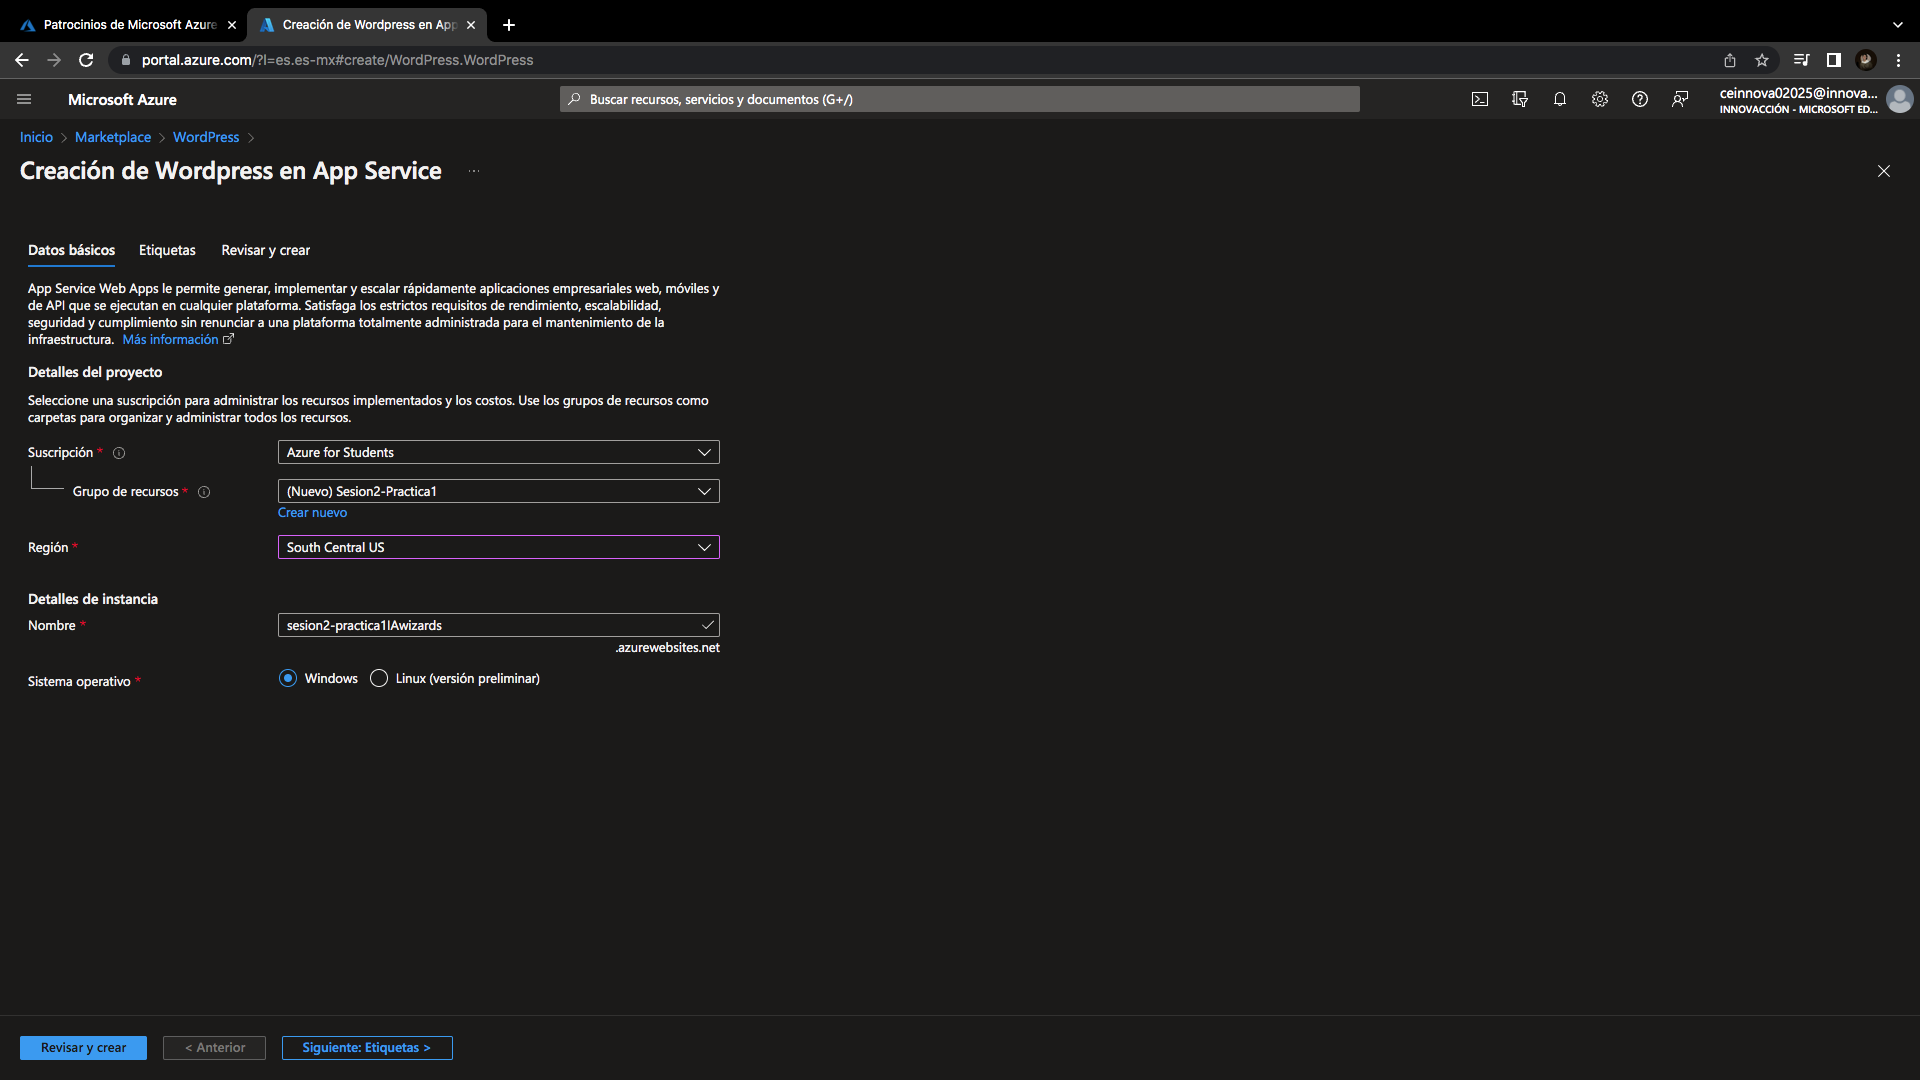 Patrocinios de Microsoft Azure
Creación de Wordpress en App
portal.azure.com/?l=es.es-mx#create/WordPress.WordPress
Microsoft Azure
Buscar recursos, servicios y documentos (G+/)
ceinnova02025@innova...
INNOVACCIÓN - MICROSOFT ED...
Inicio > Marketplace > WordPress >
Creación de Wordpress en App Service ...
Datos básicos Etiquetas Revisar y crear
App Service Web Apps le permite generar, implementar y escalar rápidamente aplicaciones empresariales web, móviles y
de API que se ejecutan en cualquier plataforma. Satisfaga los estrictos requisitos de rendimiento, escalabilidad,
seguridad y cumplimiento sin renunciar a una plataforma totalmente administrada para el mantenimiento de la
infraestructura. Más información
Detalles del proyecto
Seleccione una suscripción para administrar los recursos implementados y los costos. Use los grupos de recursos como
carpetas para organizar y administrar todos los recursos.
Suscripción * Azure for Students
Grupo de recursos * (Nuevo) Sesion2-Practica1
Crear nuevo
Región * South Central US
Detalles de instancia
Nombre * sesion2-practica1IAwizards
.azurewebsites.net
Sistema operativo * Windows Linux (versión preliminar)
Revisar y crear < Anterior Siguiente: Etiquetas >